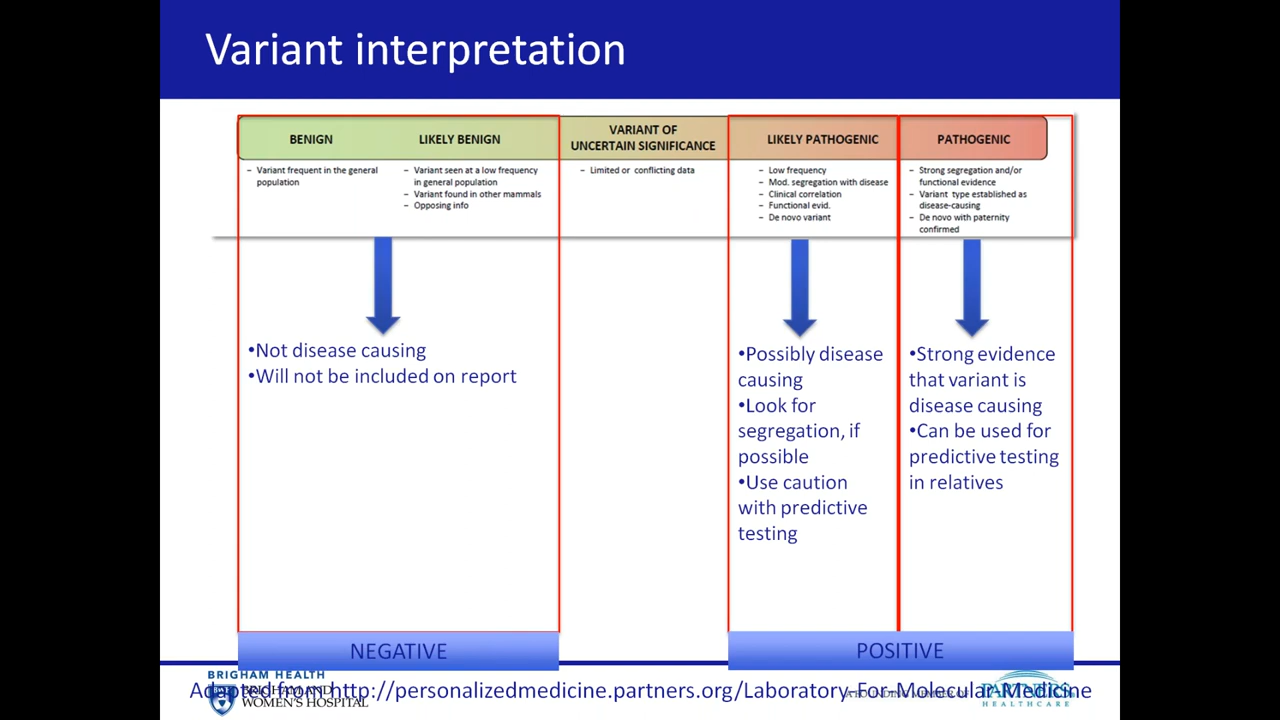 Variant interpretation
BENIGN
LIKELY BENIGN
VARIANT OF
UNCERTAIN SIGNIFICANCE
LIKELY PATHOGENIC
PATHOGENIC
– Variant frequent in the general
population
– Variant seen at a low frequency
in general population
– Variant found in other mammals
– Opposing info
– Limited or conflicting data
– Low frequency
– Mod. segregation with disease
– Clinical correlation
– Functional evid.
– De novo variant
– Strong segregation and/or
functional evidence
– Variant type established as
disease-causing
– De novo with paternity
confirmed
•Not disease causing
•Will not be included on report
•Possibly disease
causing
•Look for
segregation, if
possible
•Use caution
with predictive
testing
•Strong evidence
that variant is
disease causing
•Can be used for
predictive testing
in relatives
NEGATIVE
POSITIVE
BRIGHAM HEALTH
BRIGHAM AND
WOMEN'S HOSPITAL
Adapted from http://personalizedmedicine.partners.org/Laboratory-For-Molecular-Medicine
A FOUNDING MEMBER OF
PARTNERS
HEALTHCARE